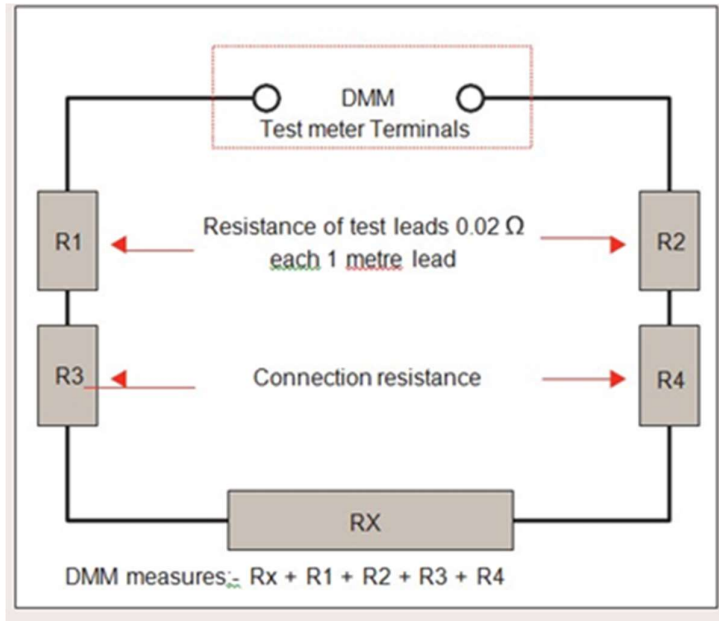 DMM
Test meter Terminals
R1
Resistance of test leads 0.02 Ω
each 1 metre lead
R2
R3
Connection resistance
R4
RX
DMM measures:- Rx + R1 + R2 + R3 + R4